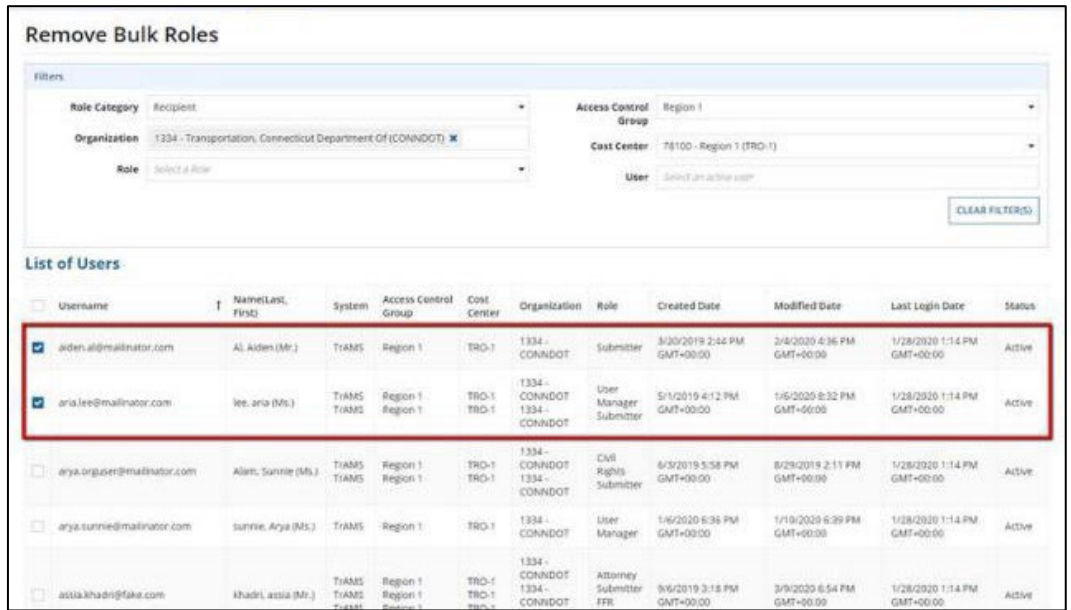 Remove Bulk Roles
Filters
Role Category Recipient
Access Control Group Region 1
Organization 1334 - Transportation, Connecticut Department Of (CONNDOT) ✖
Cost Center 78100 - Region 1 (TRO-1)
Role Select a Role
User Select an active user
CLEAR FILTER(S)
List of Users
Username ↑ Name(Last, First) System Access Control Group Cost Center Organization Role Created Date Modified Date Last Login Date Status
aiden.al@mailinator.com Al, Aiden (Mr.) TrAMS Region 1 TRO-1 1334 - CONNDOT Submitter 3/20/2019 2:44 PM GMT+00:00 2/4/2020 4:36 PM GMT+00:00 1/28/2020 1:14 PM GMT+00:00 Active
aria.lee@mailinator.com lee, aria (Ms.) TrAMS TrAMS Region 1 Region 1 TRO-1 TRO-1 1334 - CONNDOT 1334 - CONNDOT User Manager Submitter 5/1/2019 4:12 PM GMT+00:00 1/6/2020 8:32 PM GMT+00:00 1/28/2020 1:14 PM GMT+00:00 Active
arya.orguser@mailinator.com Alam, Sunnie (Ms.) TrAMS TrAMS Region 1 Region 1 TRO-1 TRO-1 1334 - CONNDOT 1334 - CONNDOT Civil Rights Submitter 6/3/2019 5:58 PM GMT+00:00 8/29/2019 2:11 PM GMT+00:00 1/28/2020 1:14 PM GMT+00:00 Active
arya.sunnie@mailinator.com sunnie, Arya (Ms.) TrAMS Region 1 TRO-1 1334 - CONNDOT User Manager 1/6/2020 6:36 PM GMT+00:00 1/10/2020 6:39 PM GMT+00:00 1/28/2020 1:14 PM GMT+00:00 Active
assia.khadri@fake.com khadri, assia (Mr.) TrAMS TrAMS TrAMS Region 1 Region 1 Region 1 TRO-1 TRO-1 TRO-1 1334 - CONNDOT 1334 - CONNDOT Attorney Submitter FFR 9/6/2019 3:18 PM GMT+00:00 3/9/2020 6:54 PM GMT+00:00 1/28/2020 1:14 PM GMT+00:00 Active